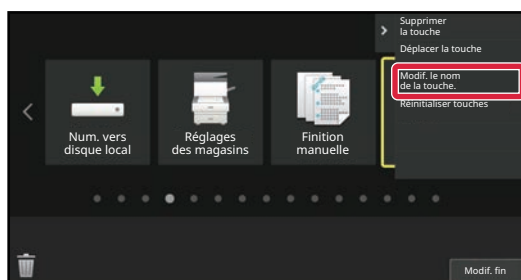 Supprimer
la touche
Déplacer la touche
Modif. le nom
de la touche.
Réinitialiser touches
Num. vers
disque local
Réglages
des magasins
Finition
manuelle
Modif. fin